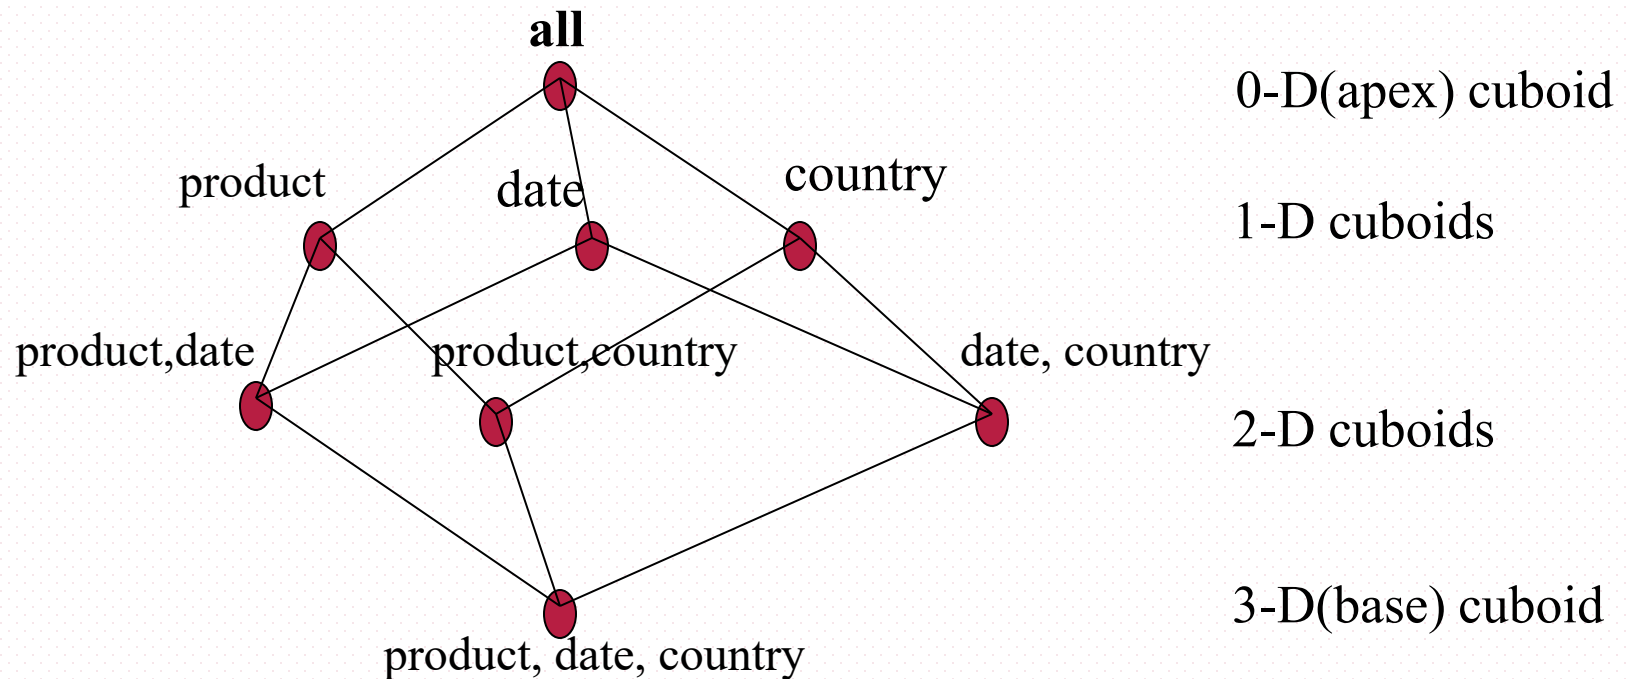 all
0-D(apex) cuboid
product
date
country
1-D cuboids
product,date
product,country
date, country
2-D cuboids
3-D(base) cuboid
product, date, country